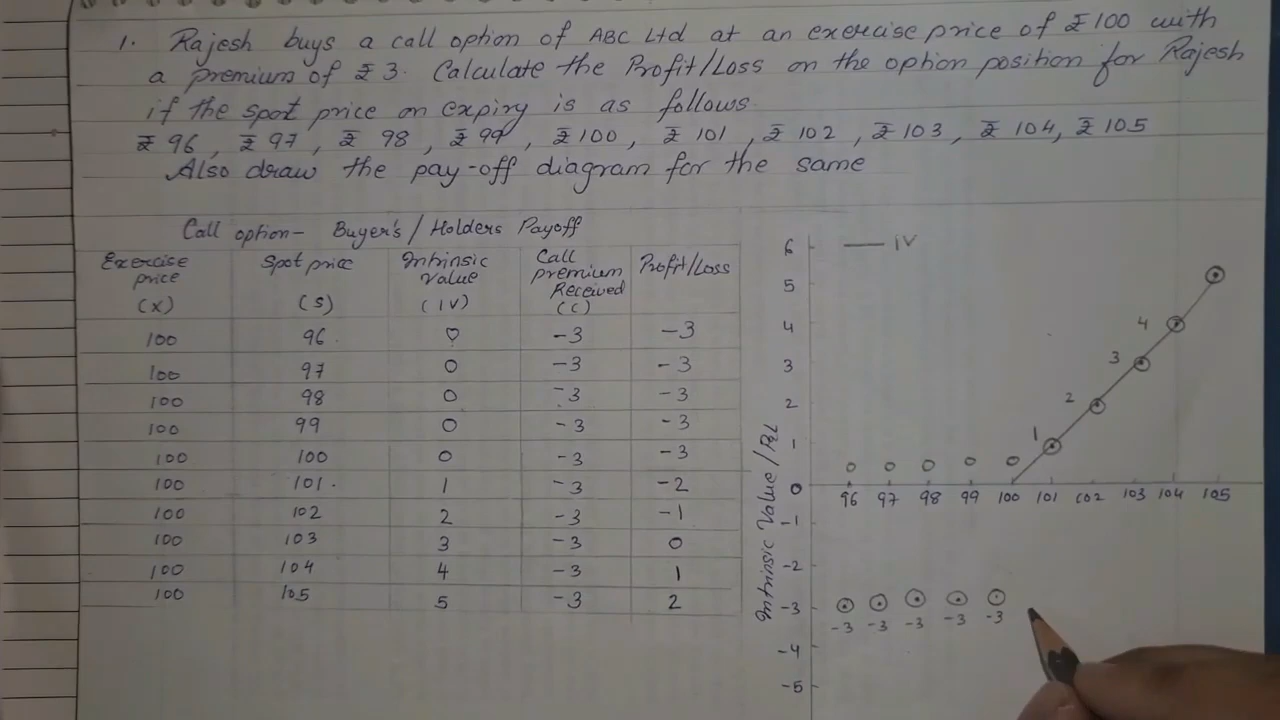 1. Rajesh buys a call option of ABC Ltd at an exercise price of ₹100 with
a premium of ₹3. Calculate the Profit/Loss on the option position for Rajesh
if the spot price on expiry is as follows
₹ 96, ₹ 97, ₹ 98, ₹ 99, ₹ 100, ₹ 101, ₹ 102, ₹ 103, ₹ 104, ₹ 105
Also draw the pay-off diagram for the same
Call option- Buyer's/Holders Payoff
Exercise price (X) Spot price (S) Intrinsic Value (IV) Call premium Received (C) Profit/Loss
100 96 0 -3 -3
100 97 0 -3 -3
100 98 0 -3 -3
100 99 0 -3 -3
100 100 0 -3 -3
100 101 1 -3 -2
100 102 2 -3 -1
100 103 3 -3 0
100 104 4 -3 1
100 105 5 -3 2
Intrinsic Value / P&L
6
5
4
3
2
1
0
-1
-2
-3
-4
-5
IV
4
3
2
1
0 0 0 0 0
96 97 98 99 100 101 102 103 104 105
-3 -3 -3 -3 -3